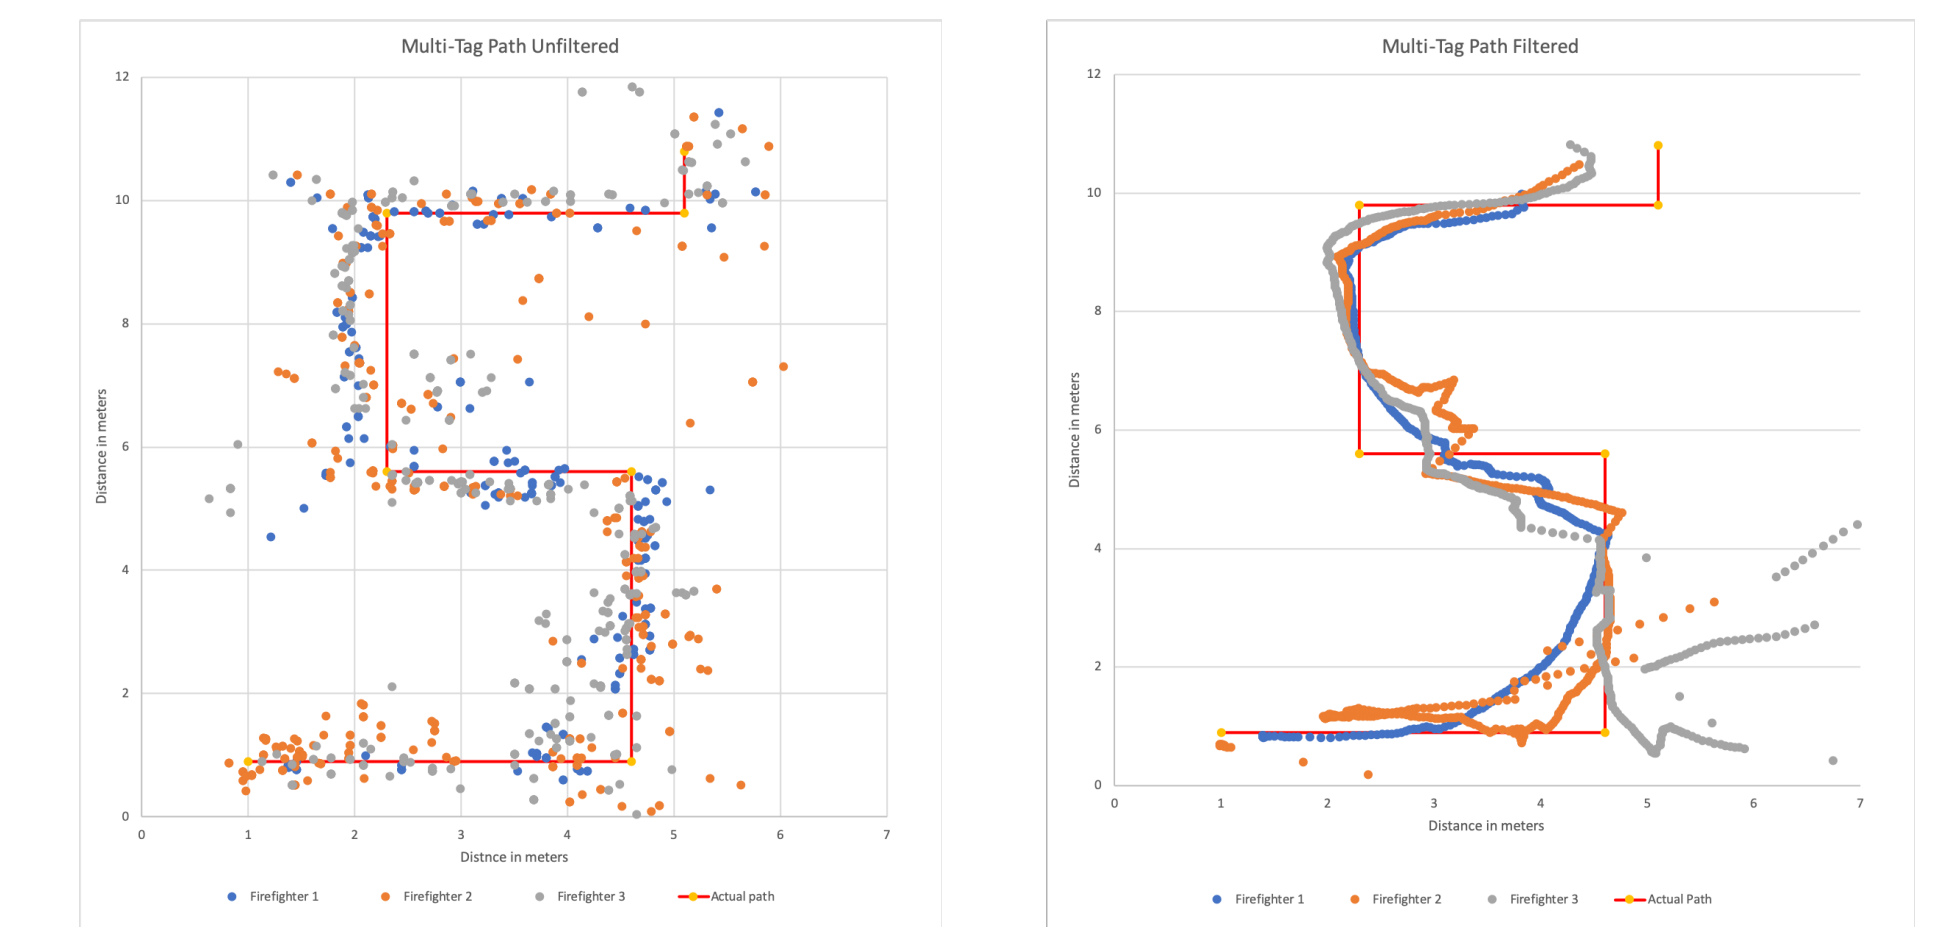 Multi-Tag Path Unfiltered
12
10
8
6
4
2
0
Distance in meters
0 1 2 3 4 5 6 7
Distnce in meters
Firefighter 1 Firefighter 2 Firefighter 3 Actual path
Multi-Tag Path Filtered
12
10
8
6
4
2
0
Distance in meters
0 1 2 3 4 5 6 7
Distance in meters
Firefighter 1 Firefighter 2 Firefighter 3 Actual Path